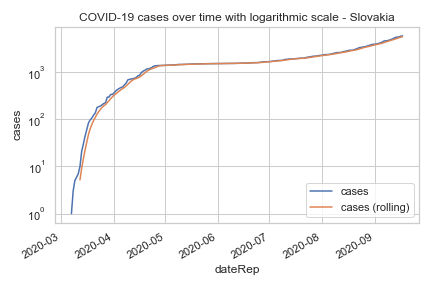 COVID-19 cases over time with logarithmic scale - Slovakia
cases
10³
10²
10¹
10⁰
cases
cases (rolling)
2020-03
2020-04
2020-05
2020-06
2020-07
2020-08
2020-09
dateRep